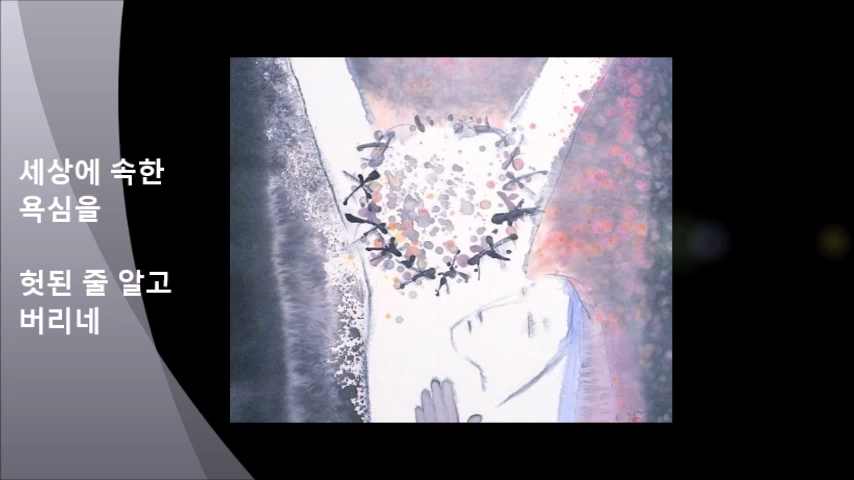 세상에 속한
욕심을
헛된 줄 알고
버리네